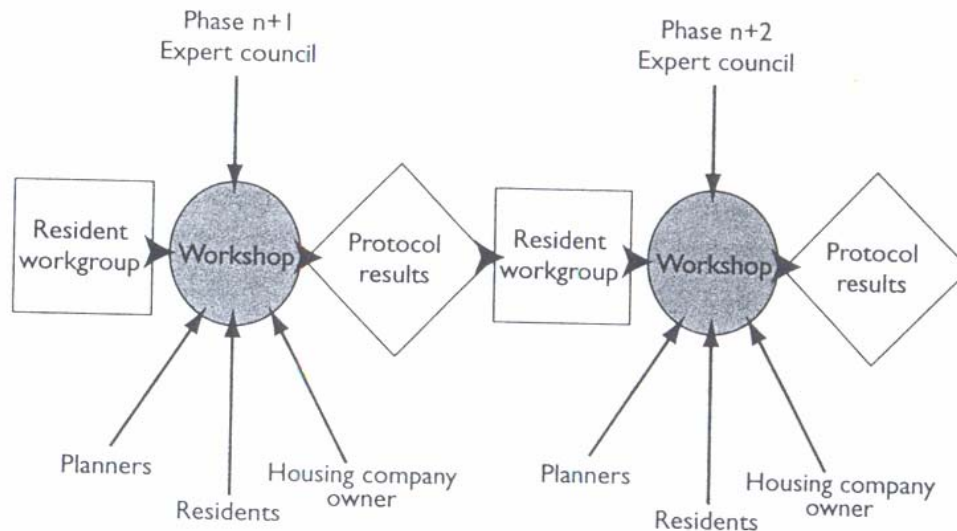 Phase n+1
Expert council
Phase n+2
Expert council
Resident
workgroup
Workshop
Protocol
results
Resident
workgroup
Workshop
Protocol
results
Planners
Residents
Housing company
owner
Planners
Residents
Housing company
owner